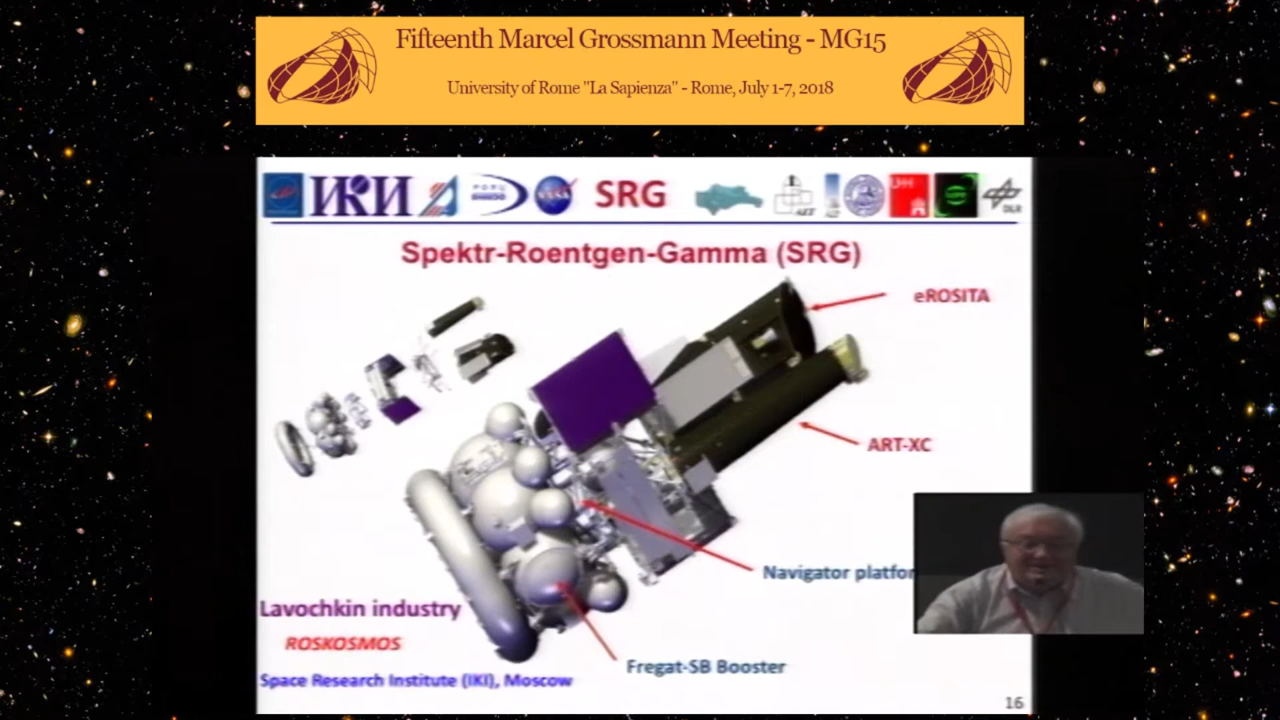 Fifteenth Marcel Grossmann Meeting - MG15
University of Rome "La Sapienza" - Rome, July 1-7, 2018
ИКИ
NASA
SRG
DLR
Spektr-Roentgen-Gamma (SRG)
eROSITA
ART-XC
Navigator platfor
Lavochkin industry
ROSKOSMOS
Fregat-SB Booster
Space Research Institute (IKI), Moscow
16